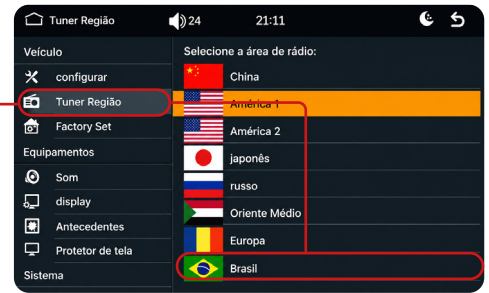 Tuner Região
24
21:11
Veículo
configurar
Tuner Região
Factory Set
Equipamentos
Som
display
Antecedentes
Protetor de tela
Sistema
Selecione a área de rádio:
China
América 1
América 2
japonês
russo
Oriente Médio
Europa
Brasil